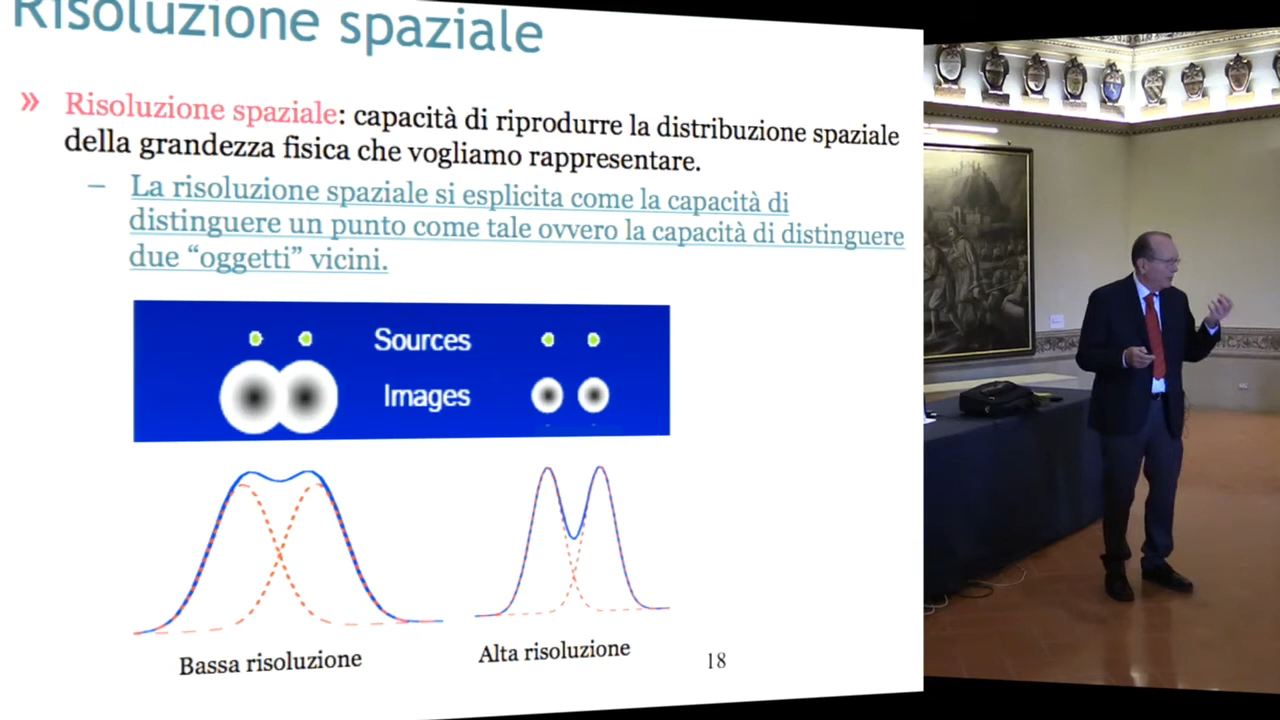 Risoluzione spaziale
» Risoluzione spaziale: capacità di riprodurre la distribuzione spaziale
della grandezza fisica che vogliamo rappresentare.
– La risoluzione spaziale si esplicita come la capacità di
distinguere un punto come tale ovvero la capacità di distinguere
due “oggetti” vicini.
Sources
Images
Bassa risoluzione
Alta risoluzione
18